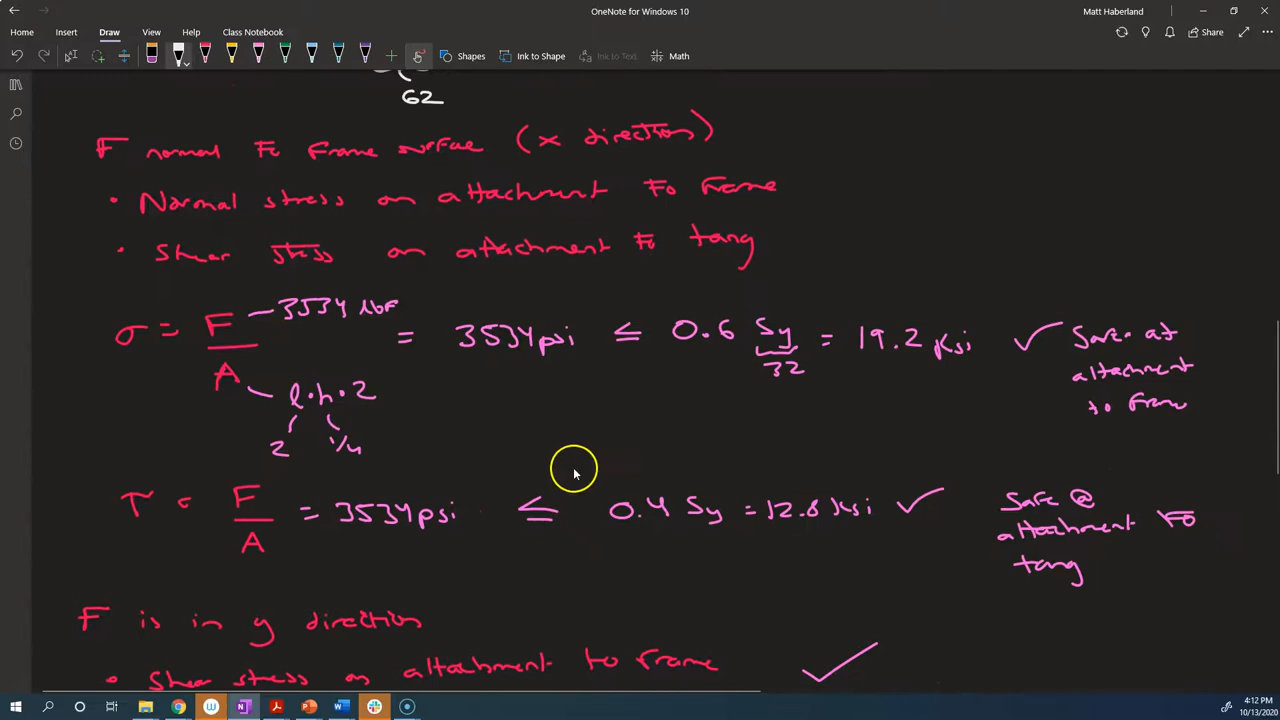 Matt Haberland
OneNote for Windows 10
Home Insert Draw View Help Class Notebook
Share
Shapes Ink to Shape Ink to Text Math
62
F normal to frame surface (x direction)
• Normal stress on attachment to frame
• Shear stress on attachment to tang
σ = F/A = 3534 psi ≤ 0.6 Sy = 19.2 ksi ✓ Safe at
3534 lbf
32
attachment
to frame
l·h·2
2 1/4
τ = F/A = 3534 psi ≤ 0.4 Sy = 12.8 ksi ✓ Safe @
attachment to
tang
F is in y direction
• Shear stress on attachment to frame ✓
4:12 PM
10/13/2020